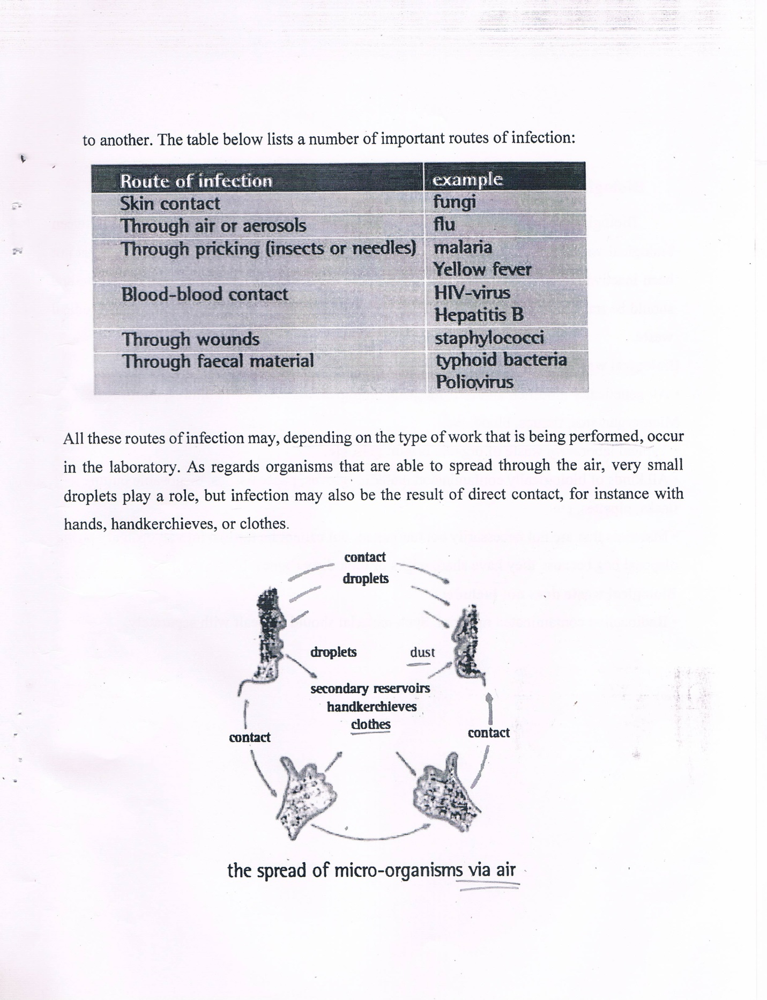 to another. The table below lists a number of important routes of infection:
Route of infection example
Skin contact fungi
Through air or aerosols flu
Through pricking (insects or needles) malaria
Yellow fever
Blood-blood contact HIV-virus
Hepatitis B
Through wounds staphylococci
Through faecal material typhoid bacteria
Poliovirus
All these routes of infection may, depending on the type of work that is being performed, occur
in the laboratory. As regards organisms that are able to spread through the air, very small
droplets play a role, but infection may also be the result of direct contact, for instance with
hands, handkerchieves, or clothes.
contact
droplets
droplets dust
secondary reservoirs
handkerchieves
clothes
contact contact
the spread of micro-organisms via air